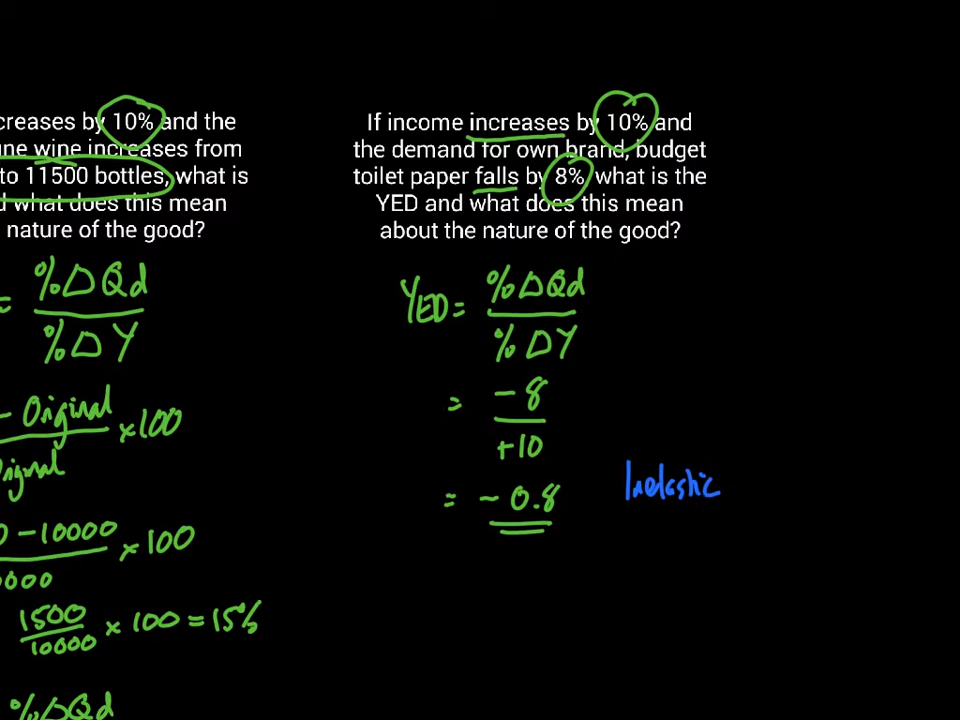 creases by 10% and the
une wine increases from
to 11500 bottles, what is
d what does this mean
nature of the good?
= %ΔQd
%ΔY
- Original ×100
Original
0 - 10000 × 100
0000
1500 × 100 = 15%
10000
%ΔQd
If income increases by 10% and
the demand for own brand, budget
toilet paper falls by 8%, what is the
YED and what does this mean
about the nature of the good?
YED = %ΔQd
%ΔY
= -8
+10
= -0.8
Inelastic